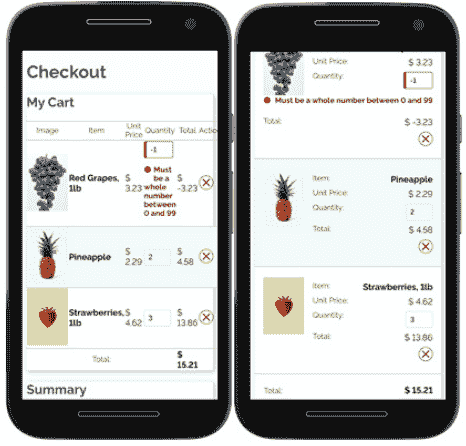 Checkout
My Cart
Image Item Unit Price Quantity Total Actio
-1
Red Grapes, 1lb $ 3.23 Must be a whole number between 0 and 99 $ -3.23
Pineapple $ 2.29 2 $ 4.58
Strawberries, 1lb $ 4.62 3 $ 13.86
Total: $ 15.21
Summary
Unit Price: $ 3.23
Quantity: -1
Must be a whole number between 0 and 99
Total: $ -3.23
Item: Pineapple
Unit Price: $ 2.29
Quantity: 2
Total: $ 4.58
Item: Strawberries, 1lb
Unit Price: $ 4.62
Quantity: 3
Total: $ 13.86
Total: $ 15.21